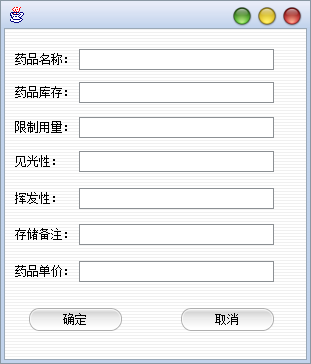 药品名称：
药品库存：
限制用量：
见光性：
挥发性：
存储备注：
药品单价：
确定 取消